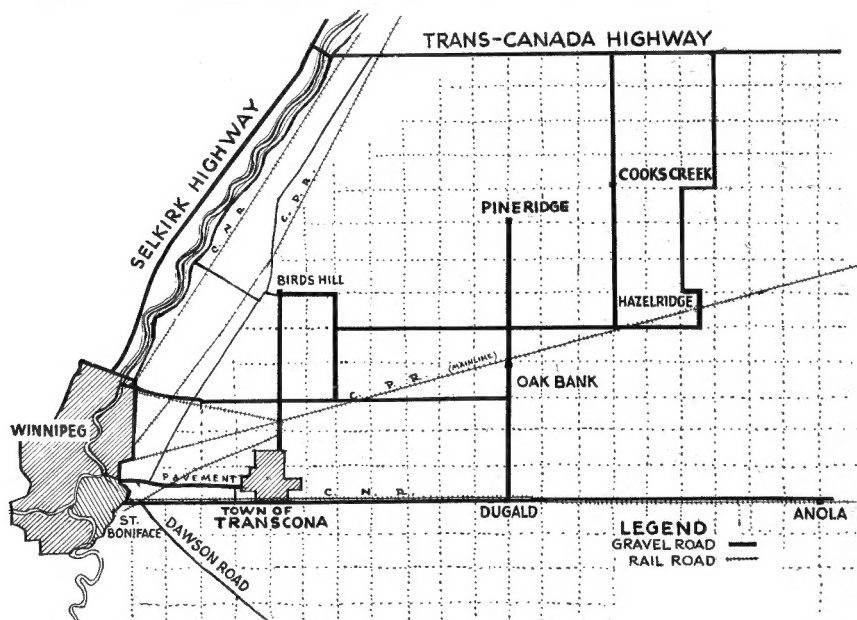 TRANS-CANADA HIGHWAY
SELKIRK HIGHWAY
COOKS CREEK
PINERIDGE
C. N. R.
C. P. R.
BIRDS HILL
HAZELRIDGE
(MAINLINE)
C. P. R.
OAK BANK
WINNIPEG
PAVEMENT
C. N. R.
TOWN OF
TRANSCONA
DUGALD
ANOLA
ST.
BONIFACE
DAWSON ROAD
LEGEND
GRAVEL ROAD
RAIL ROAD